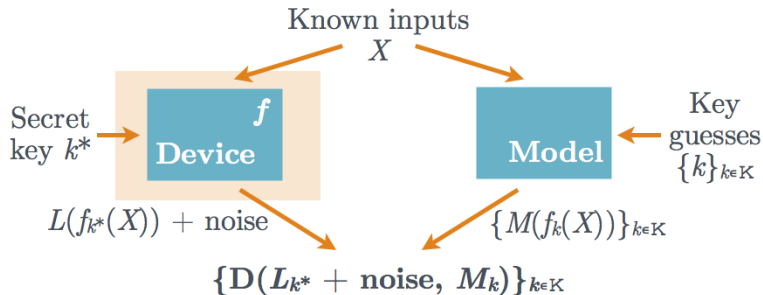 Known inputs
X
Secret
key k*
f
Device
Model
Key
guesses
{k}k∈K
L(fk*(X)) + noise
{M(fk(X))}k∈K
{D(Lk* + noise, Mk)}k∈K